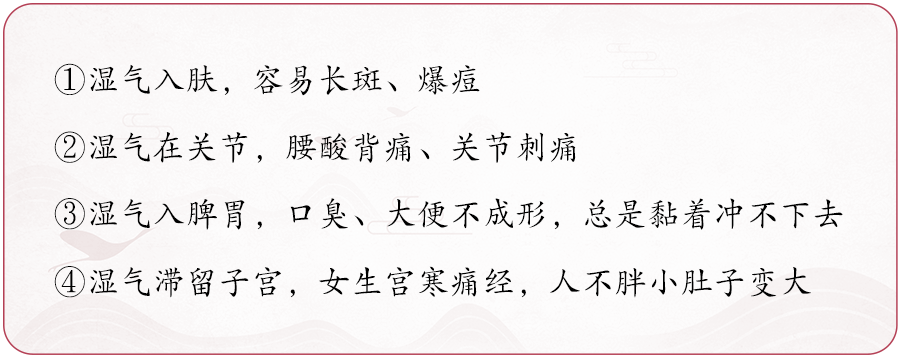 ①湿气入肤，容易长斑、爆痘
②湿气在关节，腰酸背痛、关节刺痛
③湿气入脾胃，口臭、大便不成形，总是黏着冲不下去
④湿气滞留子宫，女生宫寒痛经，人不胖小肚子变大